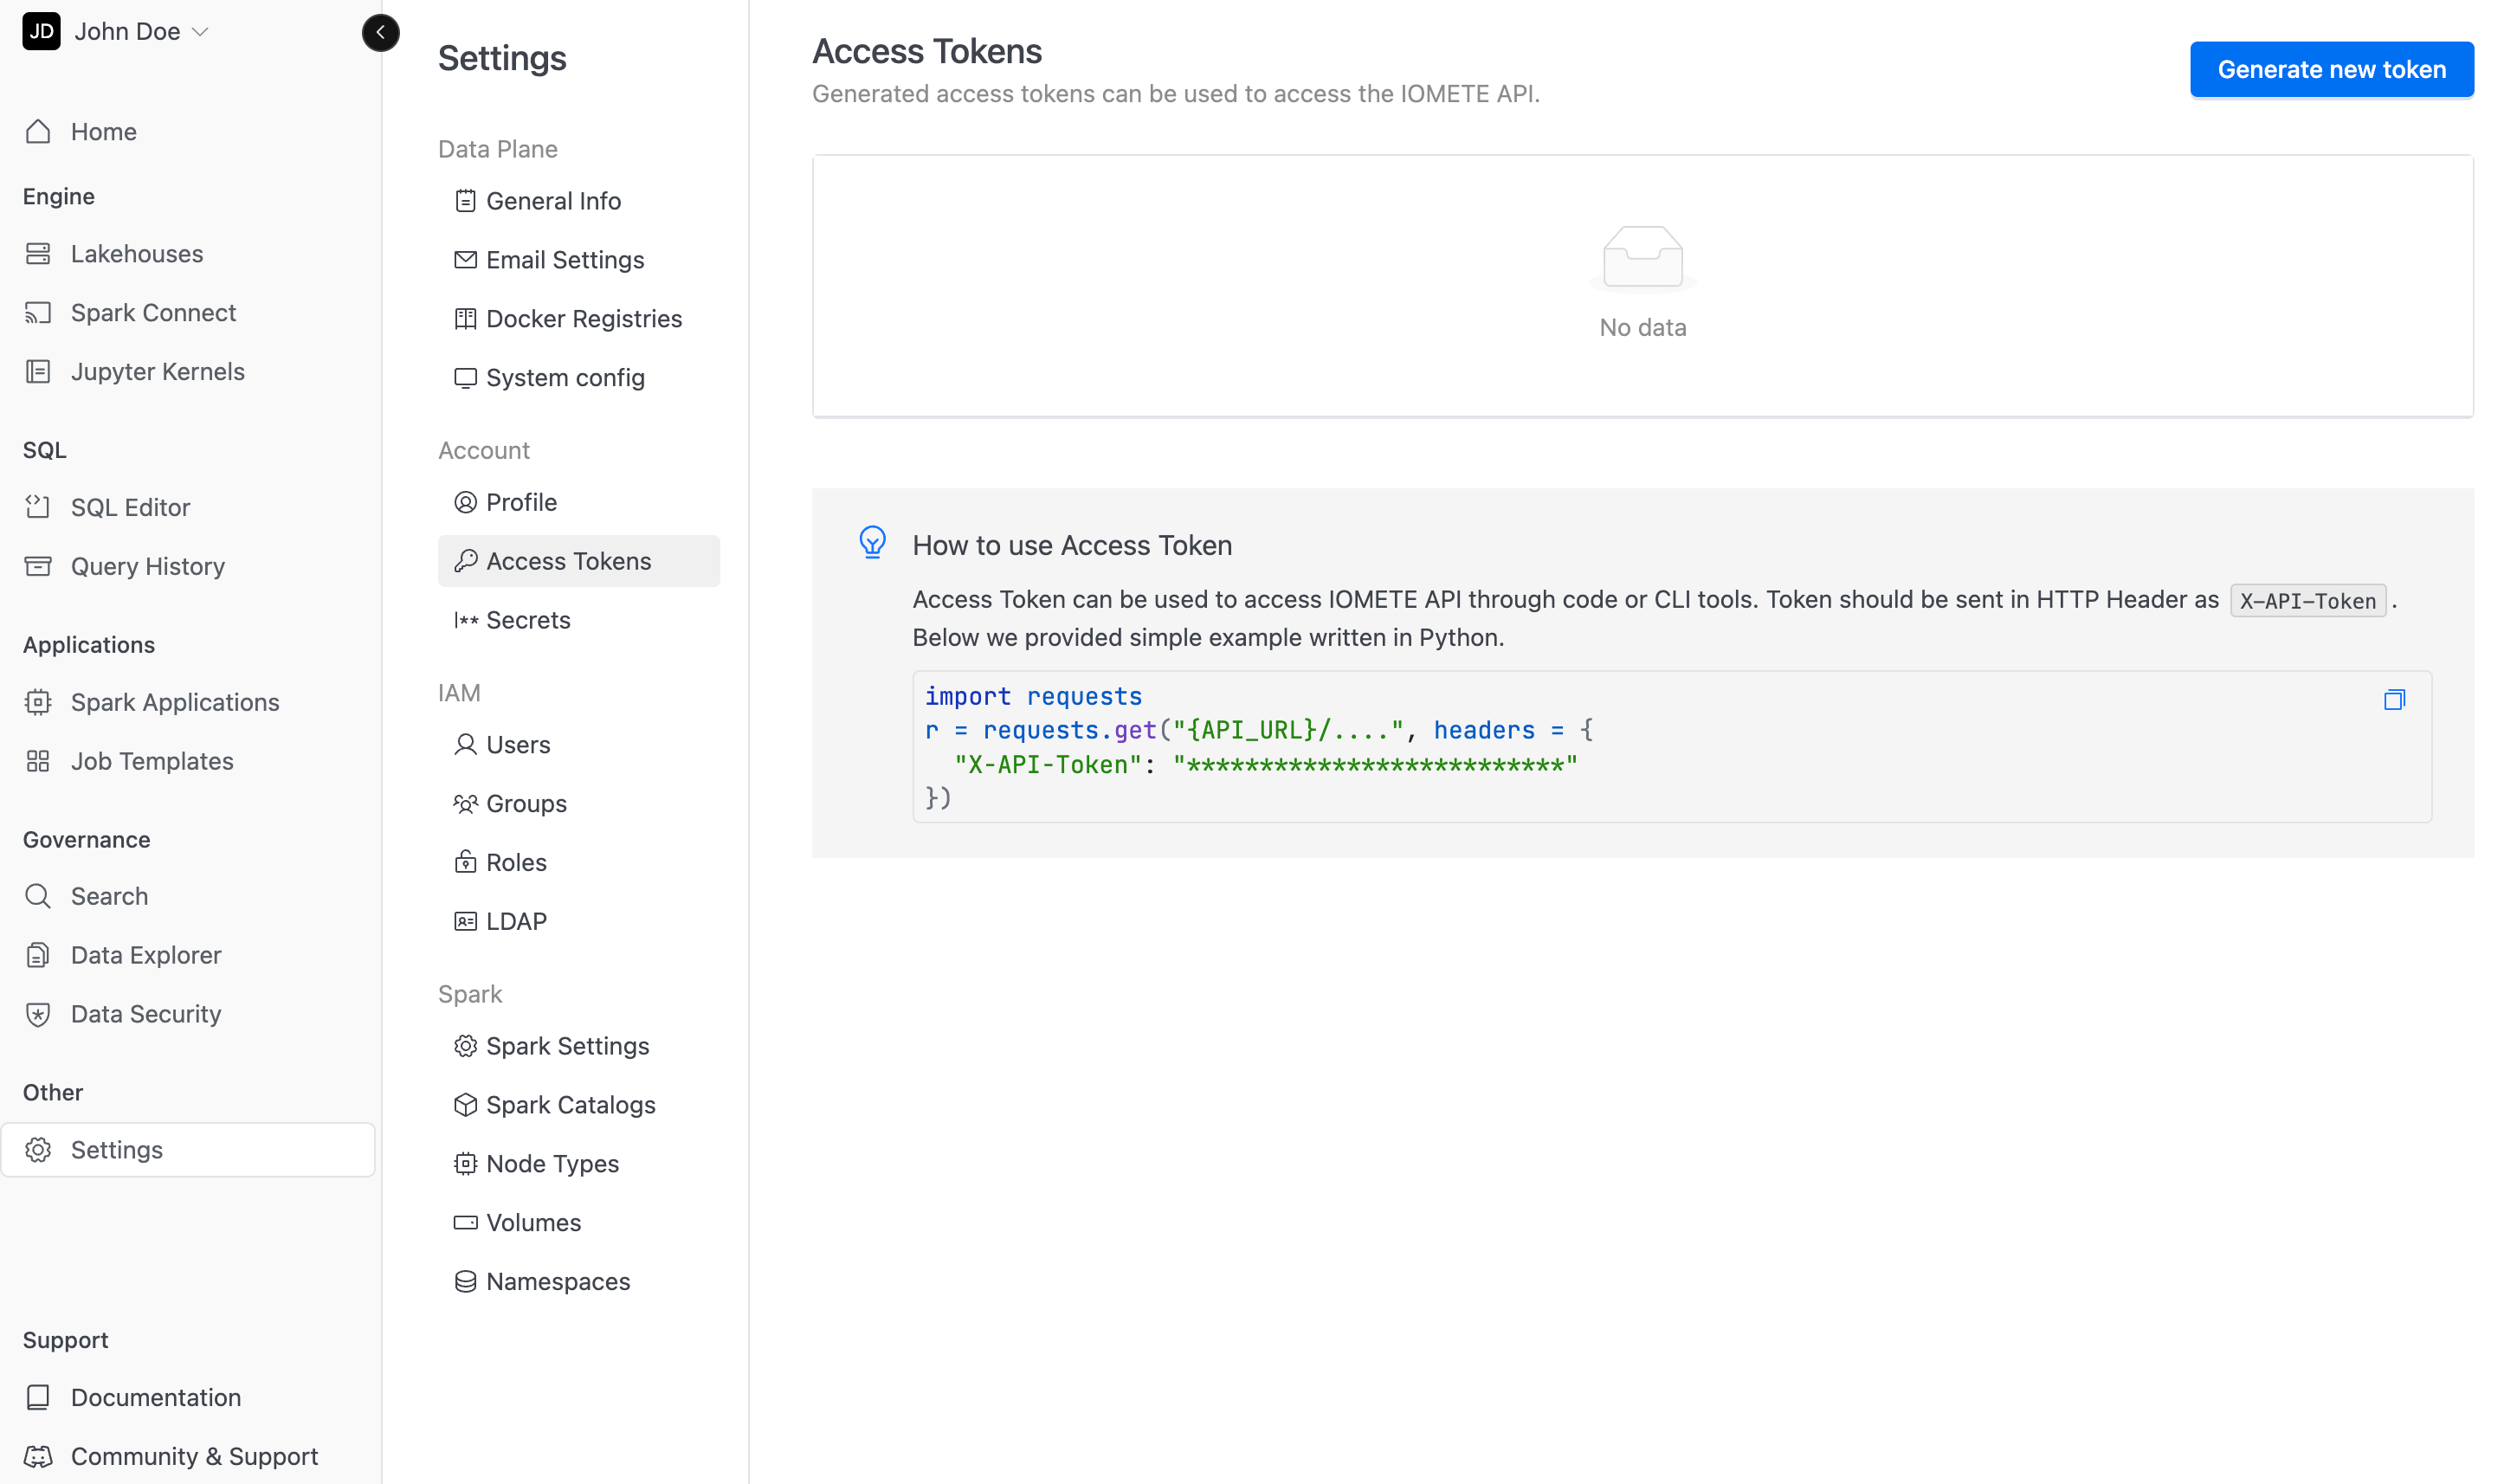 JD John Doe
Home
Engine
Lakehouses
Spark Connect
Jupyter Kernels
SQL
SQL Editor
Query History
Applications
Spark Applications
Job Templates
Governance
Search
Data Explorer
Data Security
Other
Settings
Support
Documentation
Community & Support
Settings
Data Plane
General Info
Email Settings
Docker Registries
System config
Account
Profile
Access Tokens
Secrets
IAM
Users
Groups
Roles
LDAP
Spark
Spark Settings
Spark Catalogs
Node Types
Volumes
Namespaces
Access Tokens
Generated access tokens can be used to access the IOMETE API.
Generate new token
No data
How to use Access Token
Access Token can be used to access IOMETE API through code or CLI tools. Token should be sent in HTTP Header as X-API-Token .
Below we provided simple example written in Python.
import requests
r = requests.get("{API_URL}/....", headers = {
  "X-API-Token": "**************************"
})